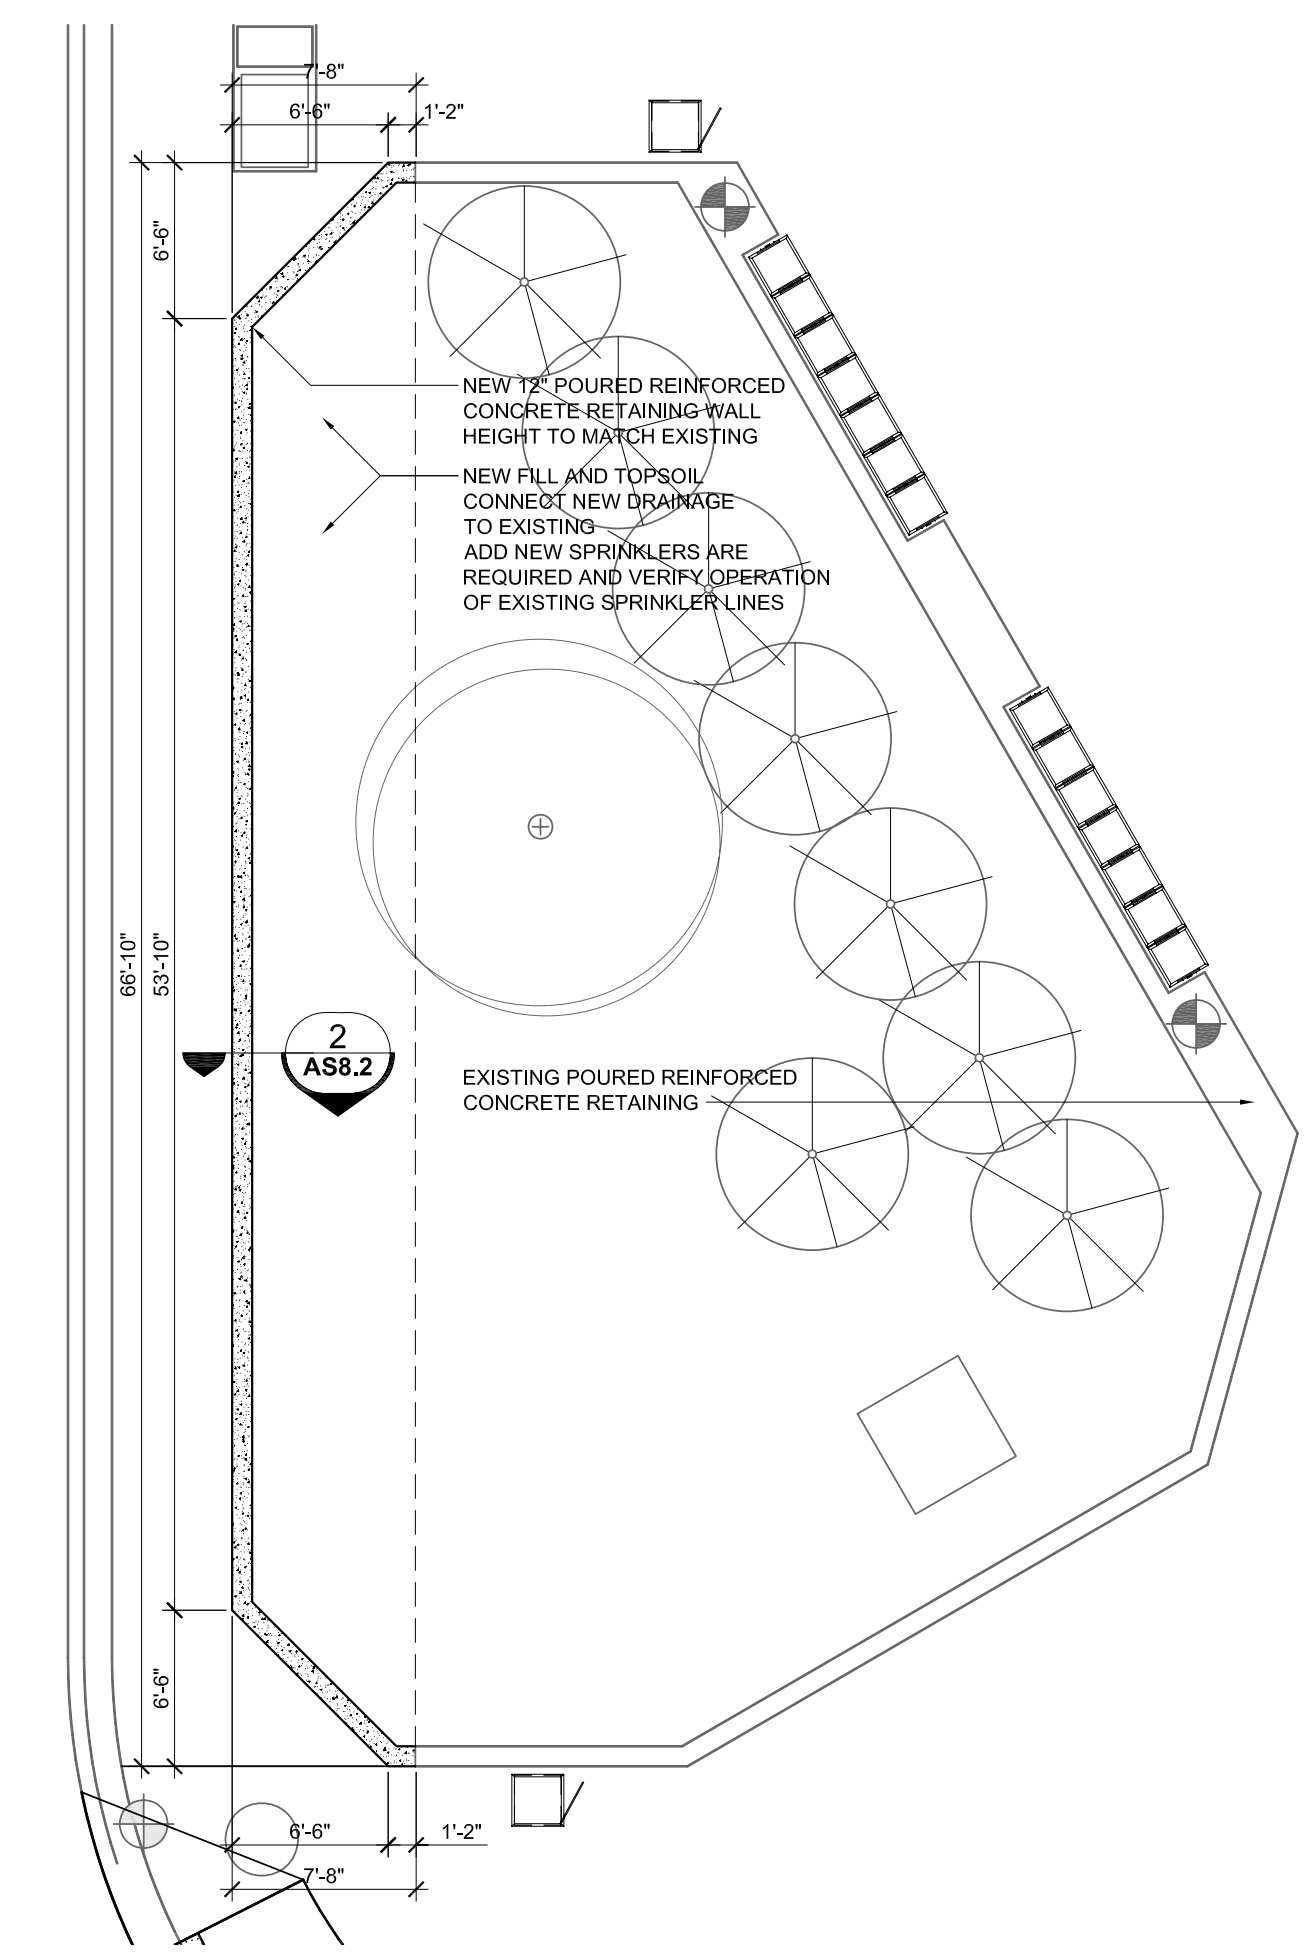 7'-8"
6'-6"
1'-2"
6'-6"
NEW 12" POURED REINFORCED
CONCRETE RETAINING WALL
HEIGHT TO MATCH EXISTING
NEW FILL AND TOPSOIL
CONNECT NEW DRAINAGE
TO EXISTING
ADD NEW SPRINKLERS ARE
REQUIRED AND VERIFY OPERATION
OF EXISTING SPRINKLER LINES
66'-10"
53'-10"
2
AS8.2
EXISTING POURED REINFORCED
CONCRETE RETAINING
6'-6"
6'-6"
1'-2"
7'-8"